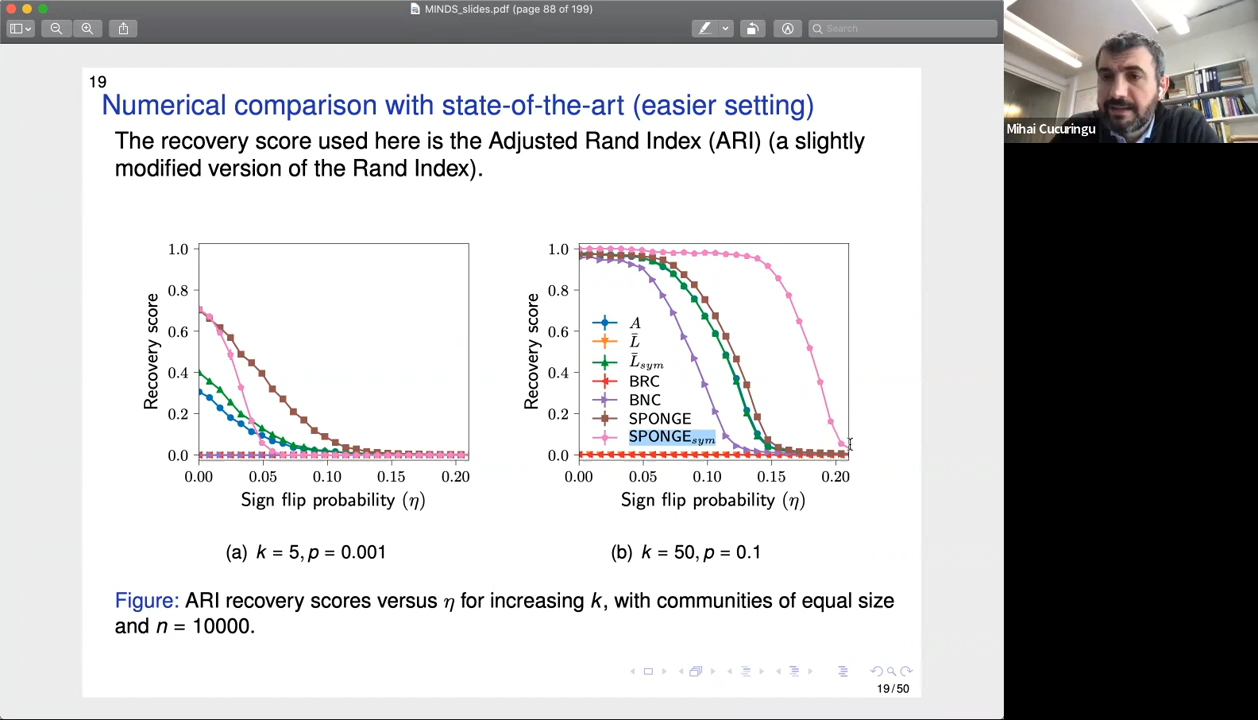 MINDS_slides.pdf (page 88 of 199)
Search
Mihai Cucuringu
19
Numerical comparison with state-of-the-art (easier setting)
The recovery score used here is the Adjusted Rand Index (ARI) (a slightly
modified version of the Rand Index).
1.0
0.8
0.6
0.4
0.2
0.0
Recovery score
0.00 0.05 0.10 0.15 0.20
Sign flip probability (η)
(a) k = 5, p = 0.001
1.0
0.8
0.6
0.4
0.2
0.0
Recovery score
A
L̄
L̄sym
BRC
BNC
SPONGE
SPONGEsym
0.00 0.05 0.10 0.15 0.20
Sign flip probability (η)
(b) k = 50, p = 0.1
Figure: ARI recovery scores versus η for increasing k, with communities of equal size
and n = 10000.
19/50